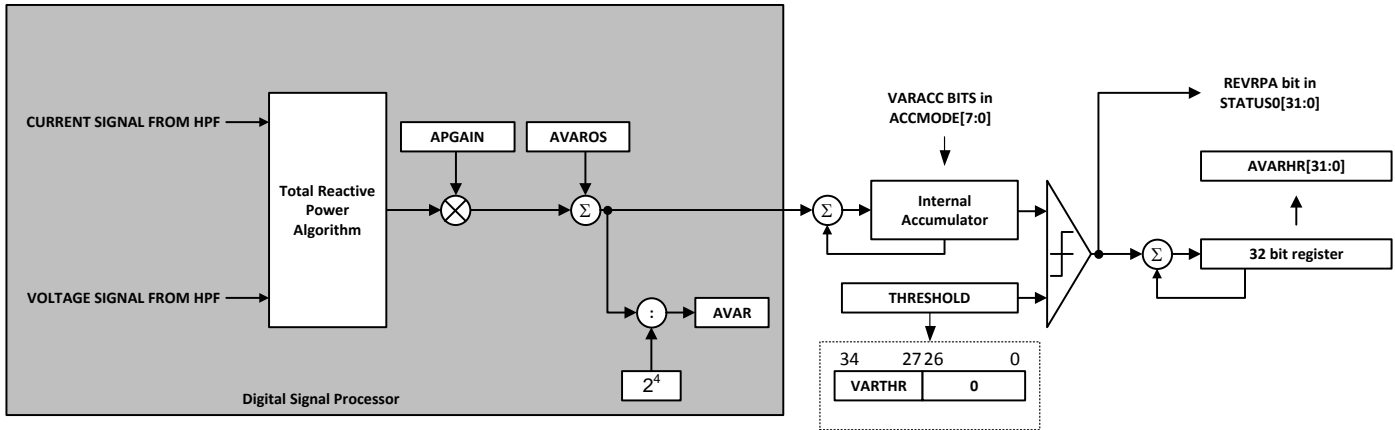 CURRENT SIGNAL FROM HPF
VOLTAGE SIGNAL FROM HPF
Total Reactive
Power
Algorithm
APGAIN
AVAROS
Σ
:
AVAR
2⁴
Digital Signal Processor
VARACC BITS in
ACCMODE[7:0]
Σ
Internal
Accumulator
THRESHOLD
34 27 26 0
VARTHR 0
REVRPA bit in
STATUS0[31:0]
AVARHR[31:0]
Σ
32 bit register